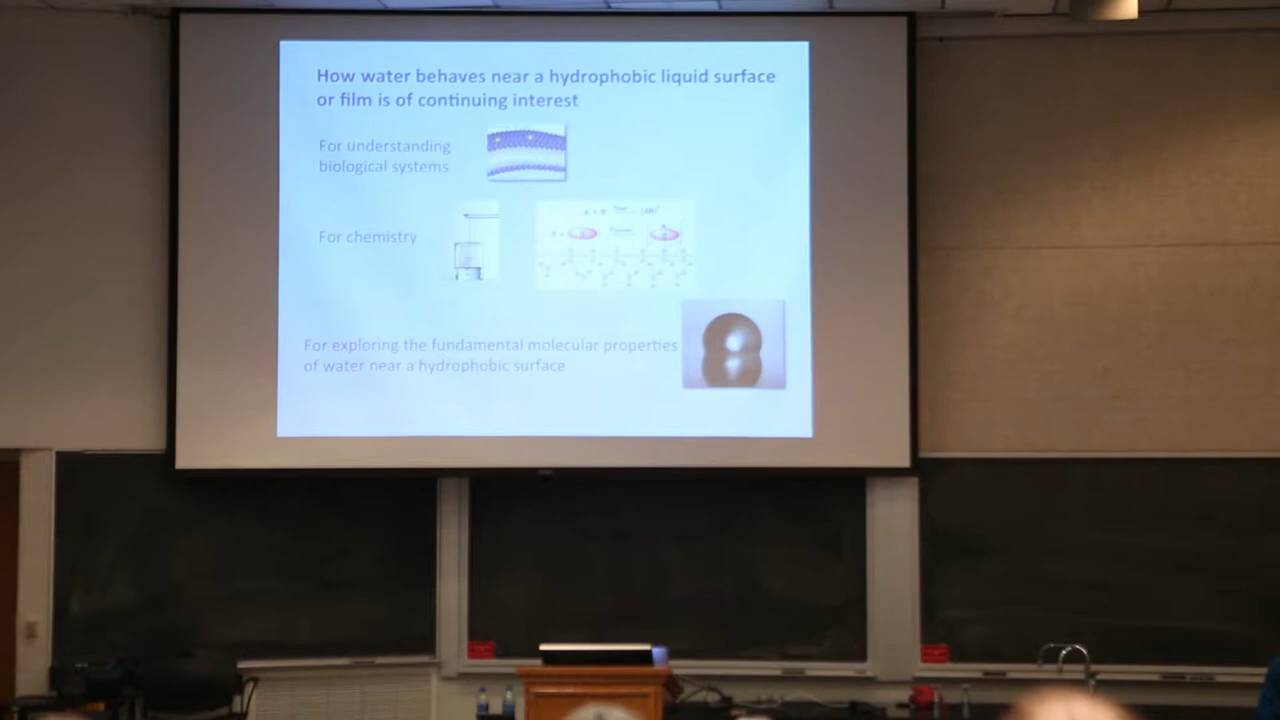 How water behaves near a hydrophobic liquid surface
or film is of continuing interest
For understanding
biological systems
For chemistry
For exploring the fundamental molecular properties
of water near a hydrophobic surface